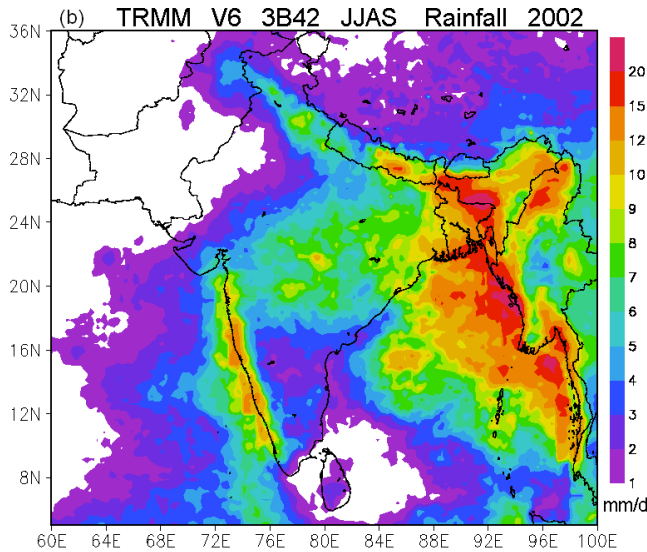 (b) TRMM V6 3B42 JJAS Rainfall 2002
36N
32N
28N
24N
20N
16N
12N
8N
60E 64E 68E 72E 76E 80E 84E 88E 92E 96E 100E
20
15
12
10
9
8
7
6
5
4
3
2
1
mm/d